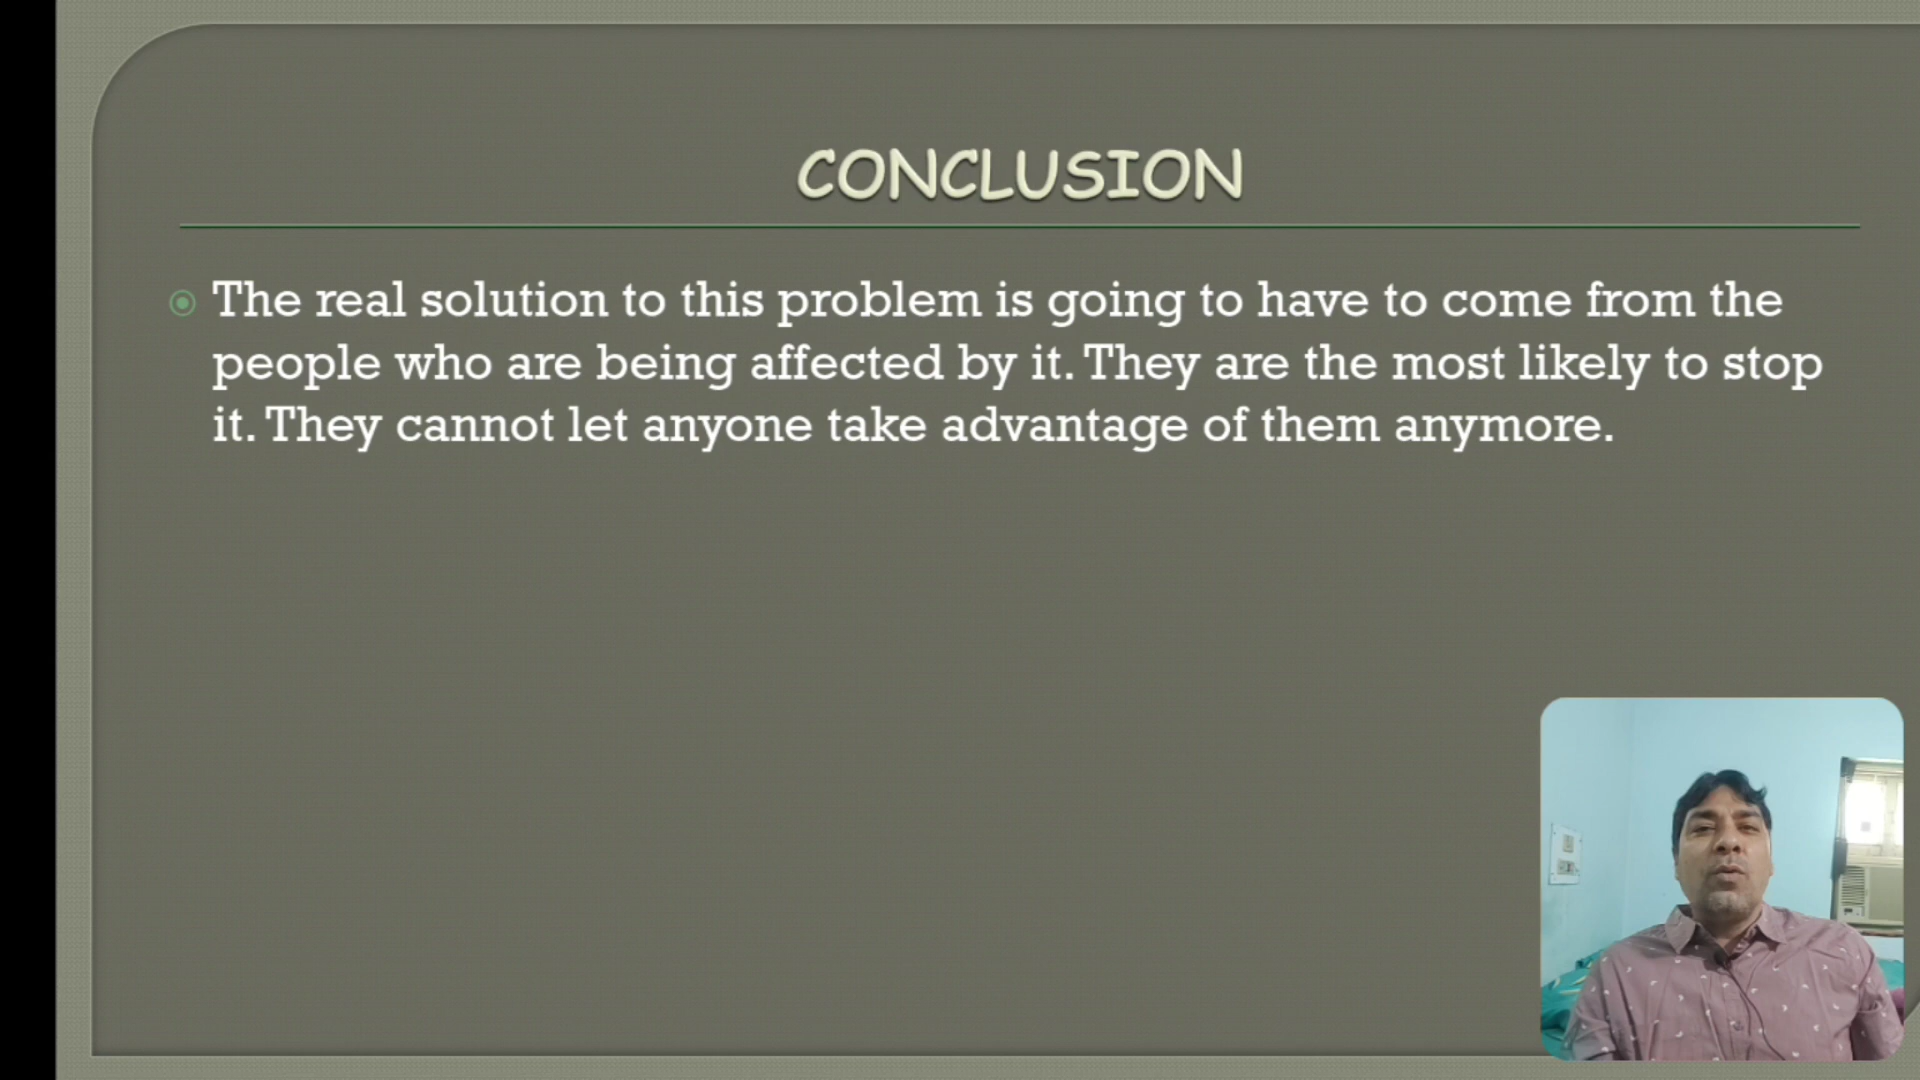 CONCLUSION
The real solution to this problem is going to have to come from the
people who are being affected by it. They are the most likely to stop
it. They cannot let anyone take advantage of them anymore.